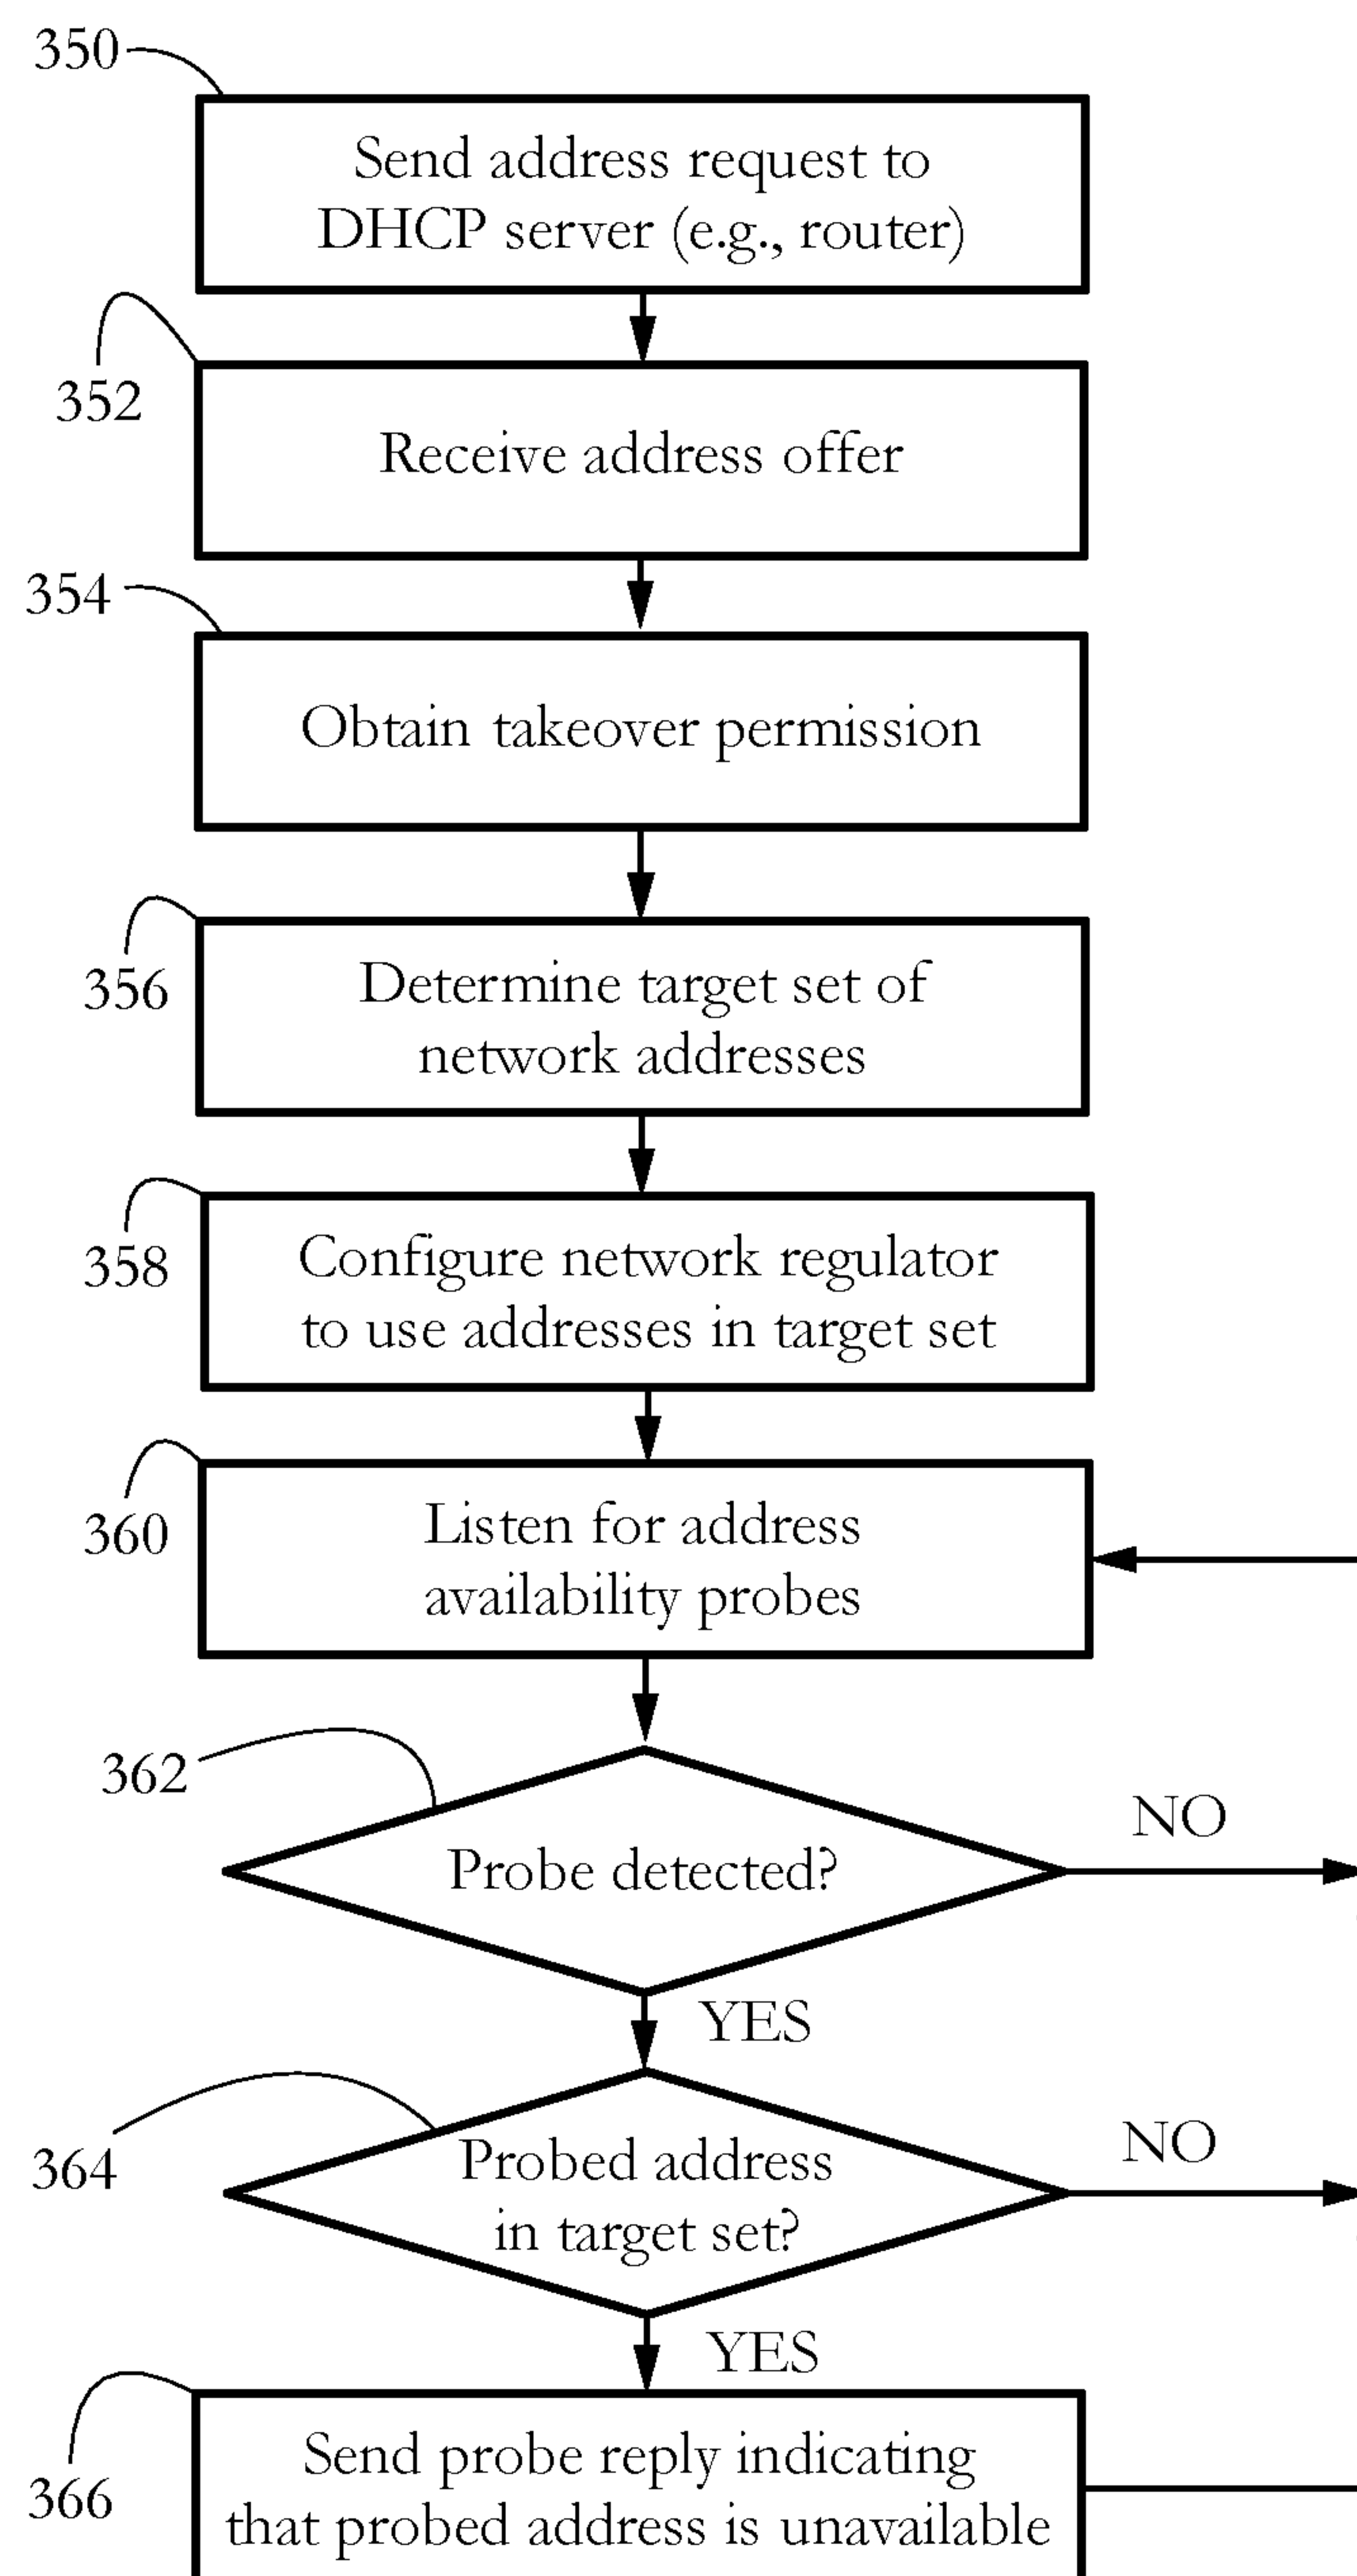 350
Send address request to
DHCP server (e.g., router)
352
Receive address offer
354
Obtain takeover permission
356
Determine target set of
network addresses
358
Configure network regulator
to use addresses in target set
360
Listen for address
availability probes
362
Probe detected?
NO
YES
364
Probed address
in target set?
NO
YES
366
Send probe reply indicating
that probed address is unavailable